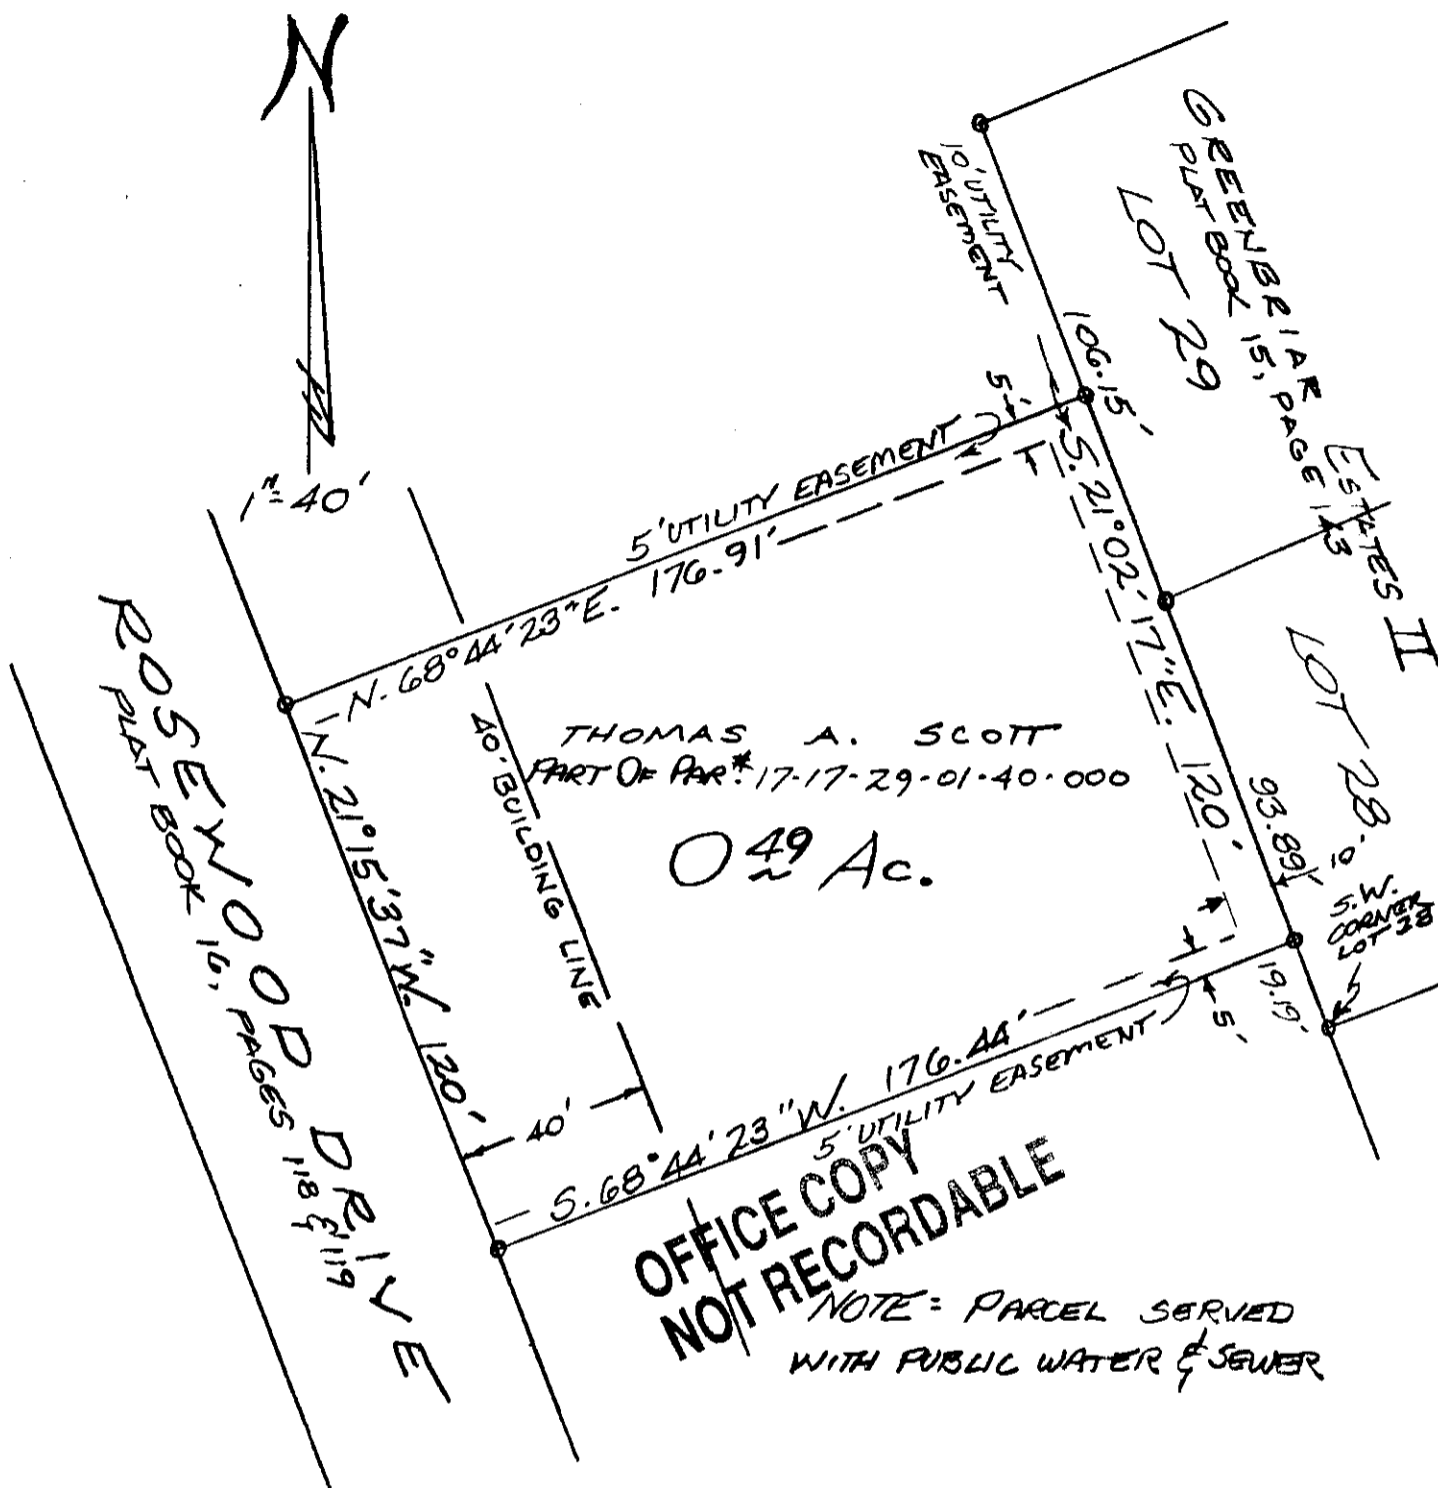 N
1"=40'
10' UTILITY
EASEMENT
GREENBRIAR ESTATES II
PLAT BOOK 15, PAGE 143
LOT 29
106.15'
5'
5' UTILITY EASEMENT
N. 68°44'23"E. 176.91'
S. 21°02'17"E. 120'
LOT 28
93.89'
10'
S.W.
CORNER
LOT 28
19.19'
THOMAS A. SCOTT
PART OF PAR.# 17-17-29-01-40-000
0 49 Ac.
40' BUILDING LINE
N. 21°15'37"W. 120'
40'
ROSEWOOD DRIVE
PLAT BOOK 16, PAGES 118 & 119
S. 68°44'23"W. 176.44'
5' UTILITY EASEMENT
5'
OFFICE COPY
NOT RECORDABLE
NOTE: PARCEL SERVED
WITH PUBLIC WATER & SEWER